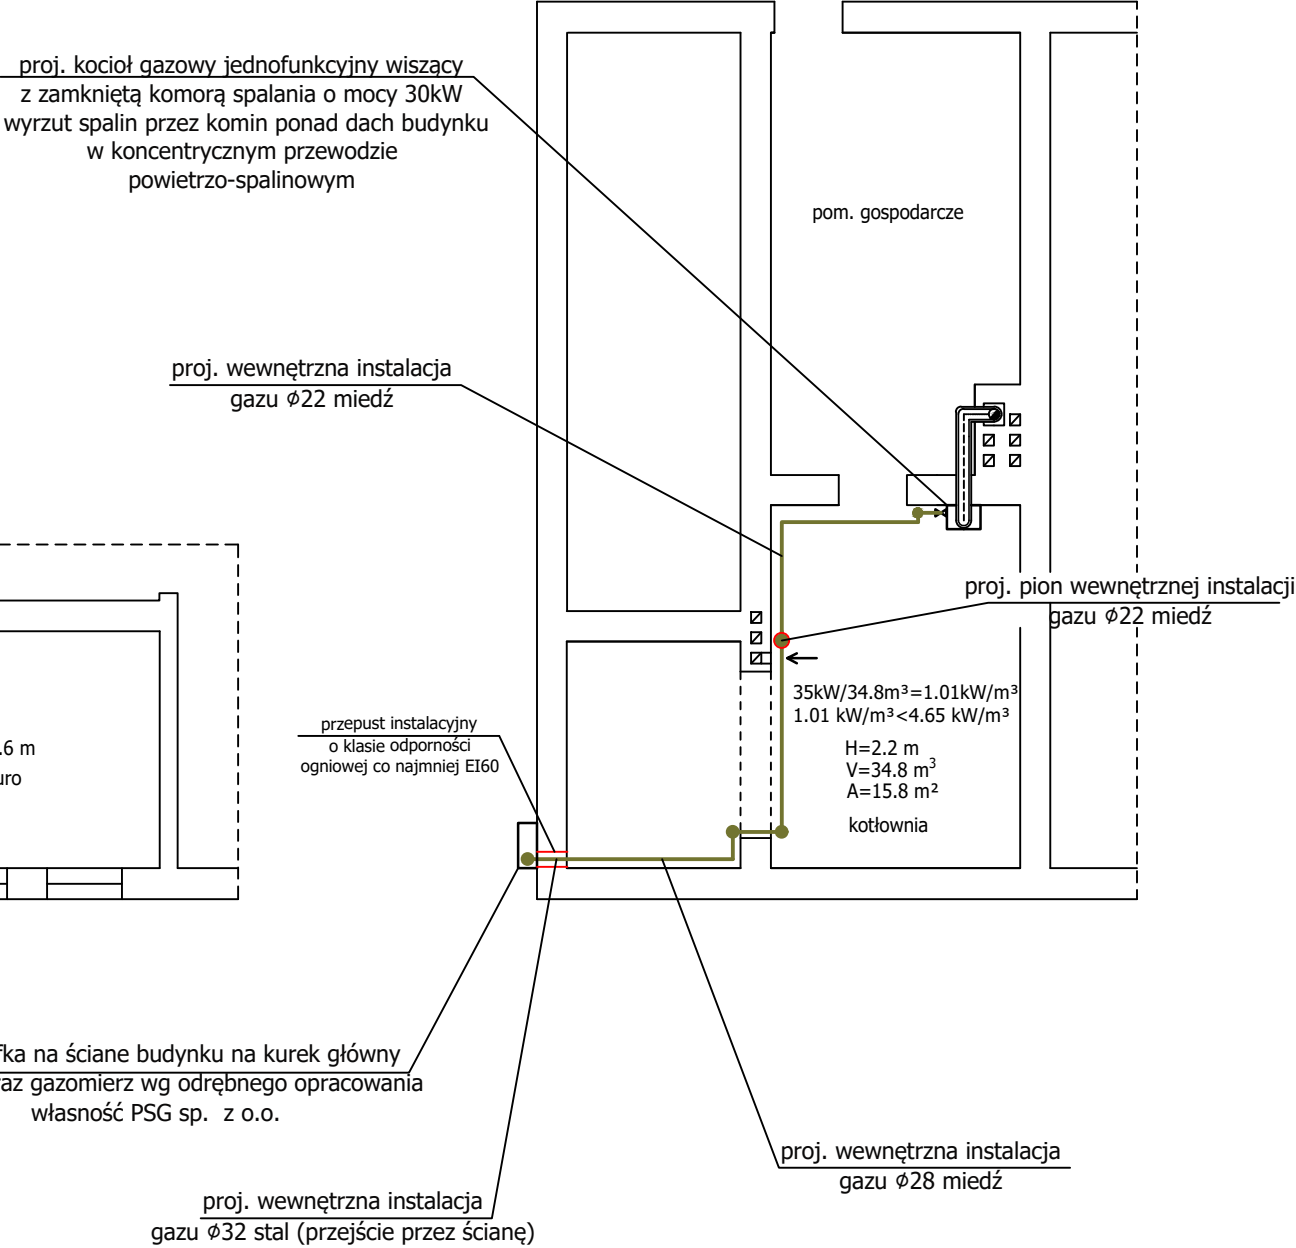 proj. kocioł gazowy jednofunkcyjny wiszący
z zamkniętą komorą spalania o mocy 30kW
wyrzut spalin przez komin ponad dach budynku
w koncentrycznym przewodzie
powietrzo-spalinowym
pom. gospodarcze
proj. wewnętrzna instalacja
gazu ϕ22 miedź
proj. pion wewnętrznej instalacji
gazu ϕ22 miedź
35kW/34.8m³=1.01kW/m³
1.01 kW/m³<4.65 kW/m³
H=2.2 m
V=34.8 m³
A=15.8 m²
kotłownia
przepust instalacyjny
o klasie odporności
ogniowej co najmniej EI60
.6 m
uro
fka na ściane budynku na kurek główny
az gazomierz wg odrębnego opracowania
własność PSG sp. z o.o.
proj. wewnętrzna instalacja
gazu ϕ28 miedź
proj. wewnętrzna instalacja
gazu ϕ32 stal (przejście przez ścianę)